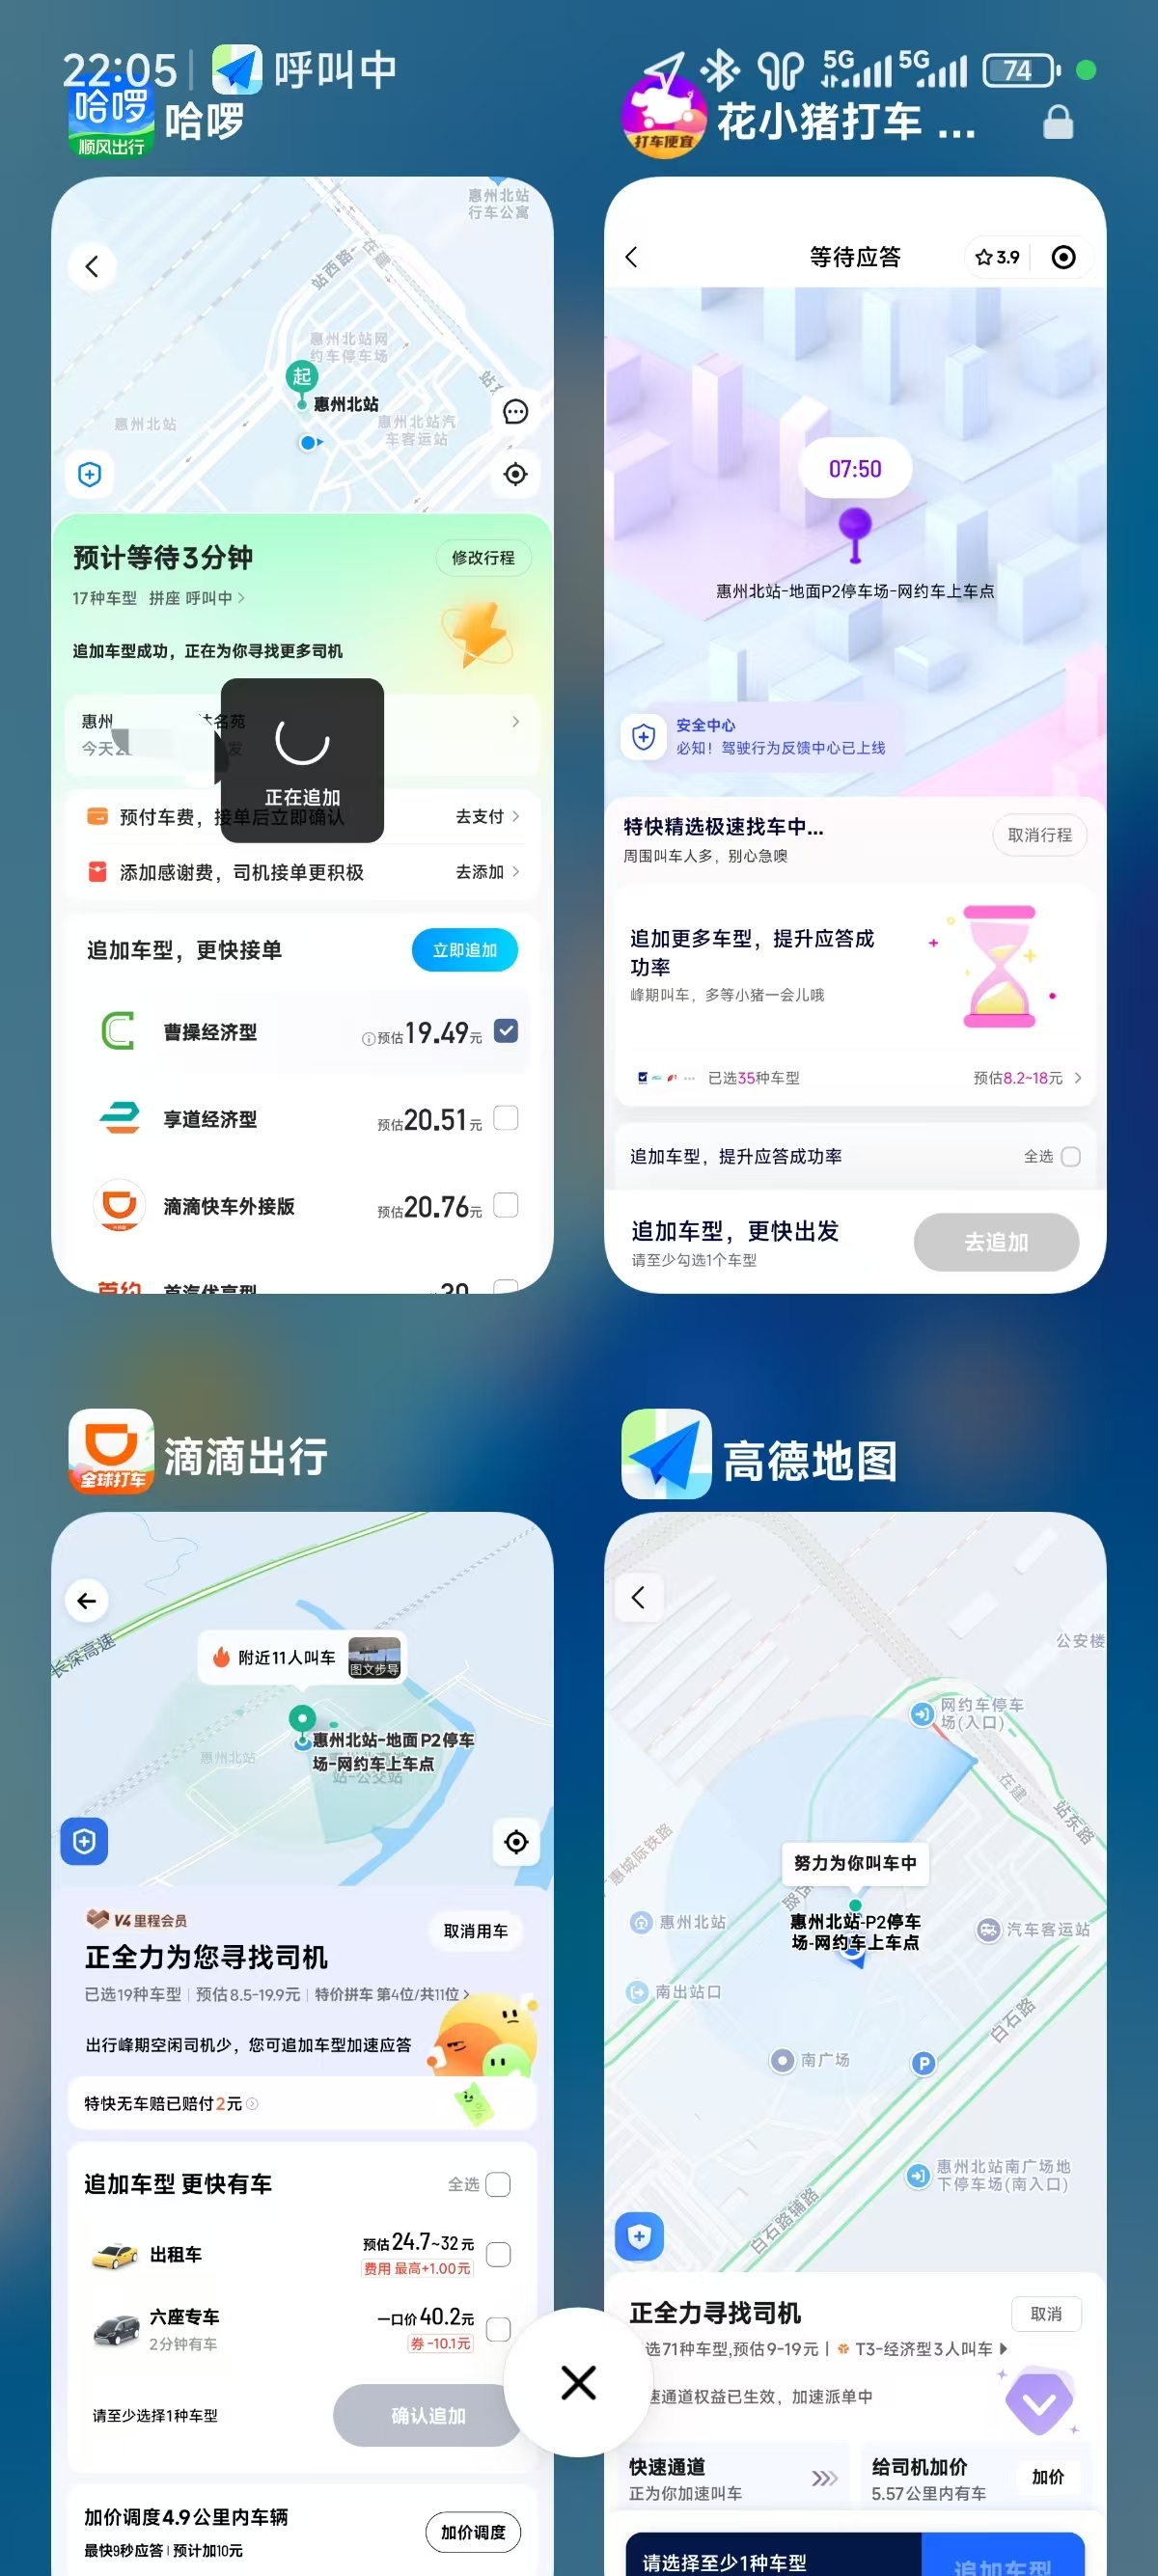 22:05
呼叫中
5G
5G
74
哈啰
顺风出行
哈啰
打车便宜
花小猪打车 ...
惠州北站
行车公寓
站西路
在建
惠州北站网
约车停车场
起
惠州北站
惠州北站
惠州北站汽
车客运站
预计等待3分钟
修改行程
17种车型 拼座 呼叫中
追加车型成功，正在为你寻找更多司机
惠州
名苑
今天
发
正在追加
预付车费，接单后立即确认
去支付
添加感谢费，司机接单更积极
去添加
追加车型，更快接单
立即追加
曹操经济型
预估19.49元
享道经济型
预估20.51元
滴滴快车外接版
预估20.76元
首约
首汽优享型
30
等待应答
3.9
07:50
惠州北站-地面P2停车场-网约车上车点
安全中心
必知！驾驶行为反馈中心已上线
特快精选极速找车中...
取消行程
周围叫车人多，别心急噢
追加更多车型，提升应答成
功率
峰期叫车，多等小猪一会儿哦
已选35种车型
预估8.2~18元
追加车型，提升应答成功率
全选
追加车型，更快出发
请至少勾选1个车型
去追加
全球打车
滴滴出行
高德地图
长深高速
附近11人叫车
图文步导
惠州北站
惠州北站-地面P2停车
场-网约车上车点
站-公交站
V4 里程会员
取消用车
正全力为您寻找司机
已选19种车型 | 预估8.5-19.9元 | 特价拼车 第4位/共11位
出行峰期空闲司机少，您可追加车型加速应答
特快无车赔已赔付2元
追加车型 更快有车
全选
出租车
预估24.7~32元
费用 最高+1.00元
六座专车
2分钟有车
一口价40.2元
券 -10.1元
请至少选择1种车型
确认追加
加价调度4.9公里内车辆
最快9秒应答 | 预计加10元
加价调度
公安楼
网约车停车
场(入口)
在建
站东路
惠城际铁路
努力为你叫车中
惠州北站
惠州北站-P2停车
场-网约车上车点
汽车客运站
南出站口
白石路
南广场
P
惠州北站南广场地
下停车场(南入口)
白石路辅路
正全力寻找司机
取消
选71种车型,预估9-19元 | T3-经济型3人叫车
速通道权益已生效，加速派单中
快速通道
正为你加速叫车
给司机加价
5.57公里内有车
加价
请选择至少1种车型
追加车型